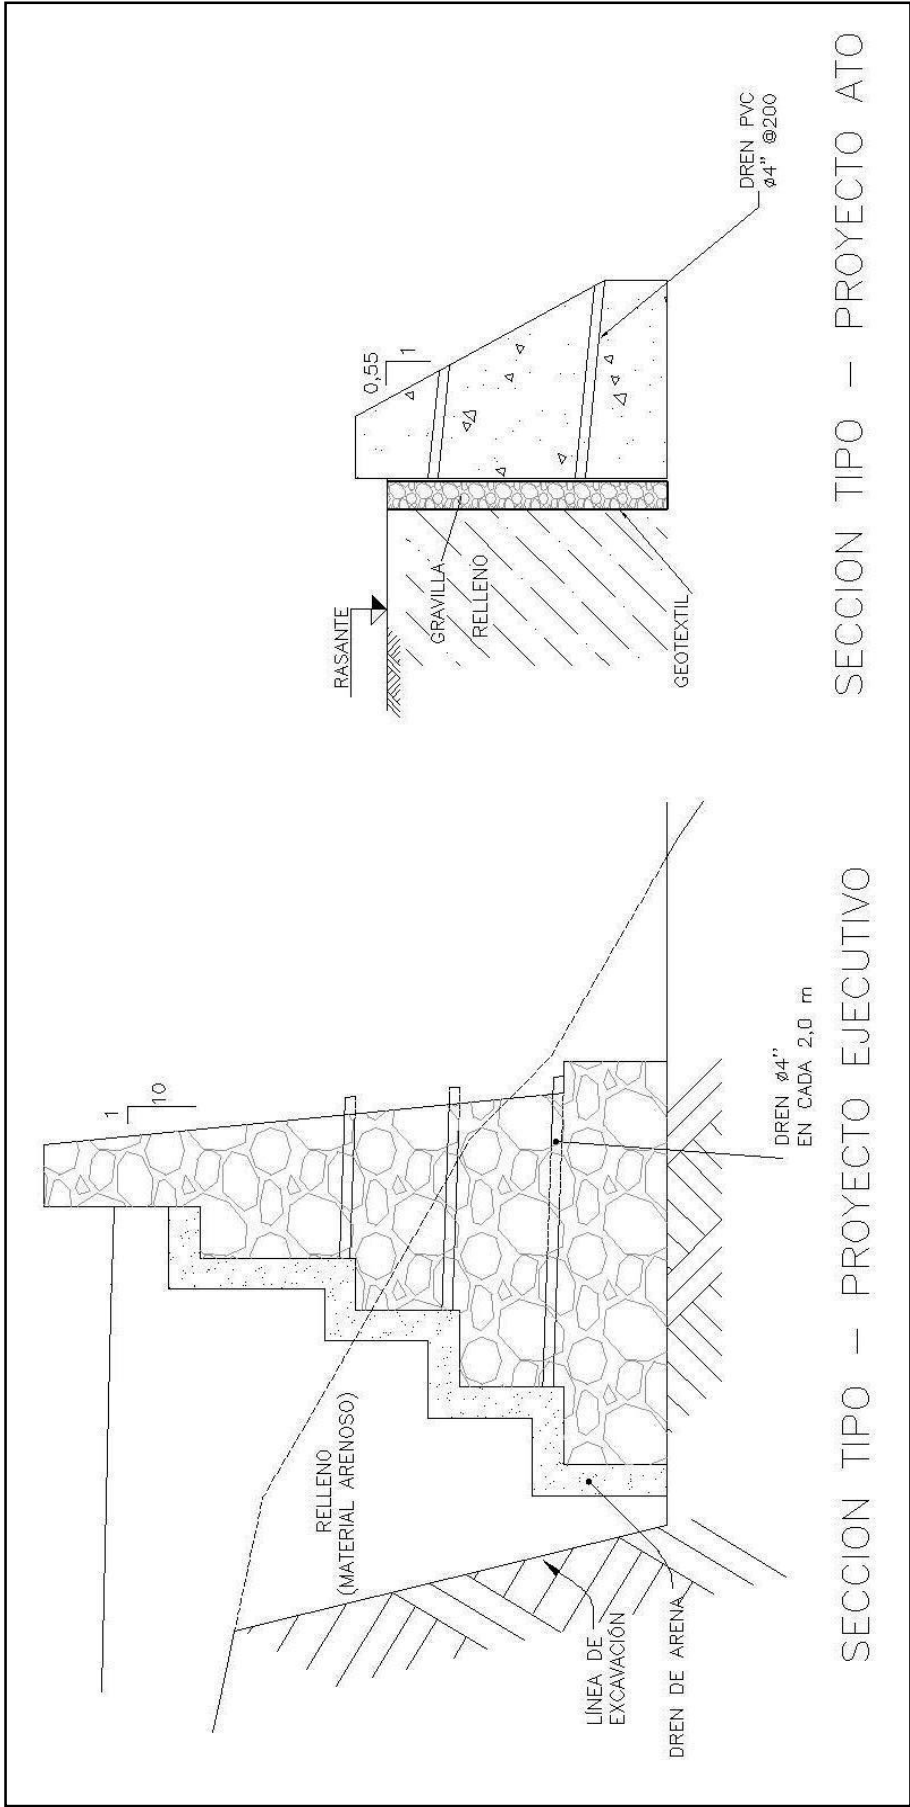 1
10
RELLENO
(MATERIAL ARENOSO)
LÍNEA DE
EXCAVACIÓN
DREN DE ARENA
DREN ø4"
EN CADA 2,0 m
SECCION TIPO - PROYECTO EJECUTIVO
RASANTE
0,55
1
GRAVILLA
RELLENO
GEOTEXTIL
DREN PVC
ø4" @200
SECCION TIPO - PROYECTO ATO